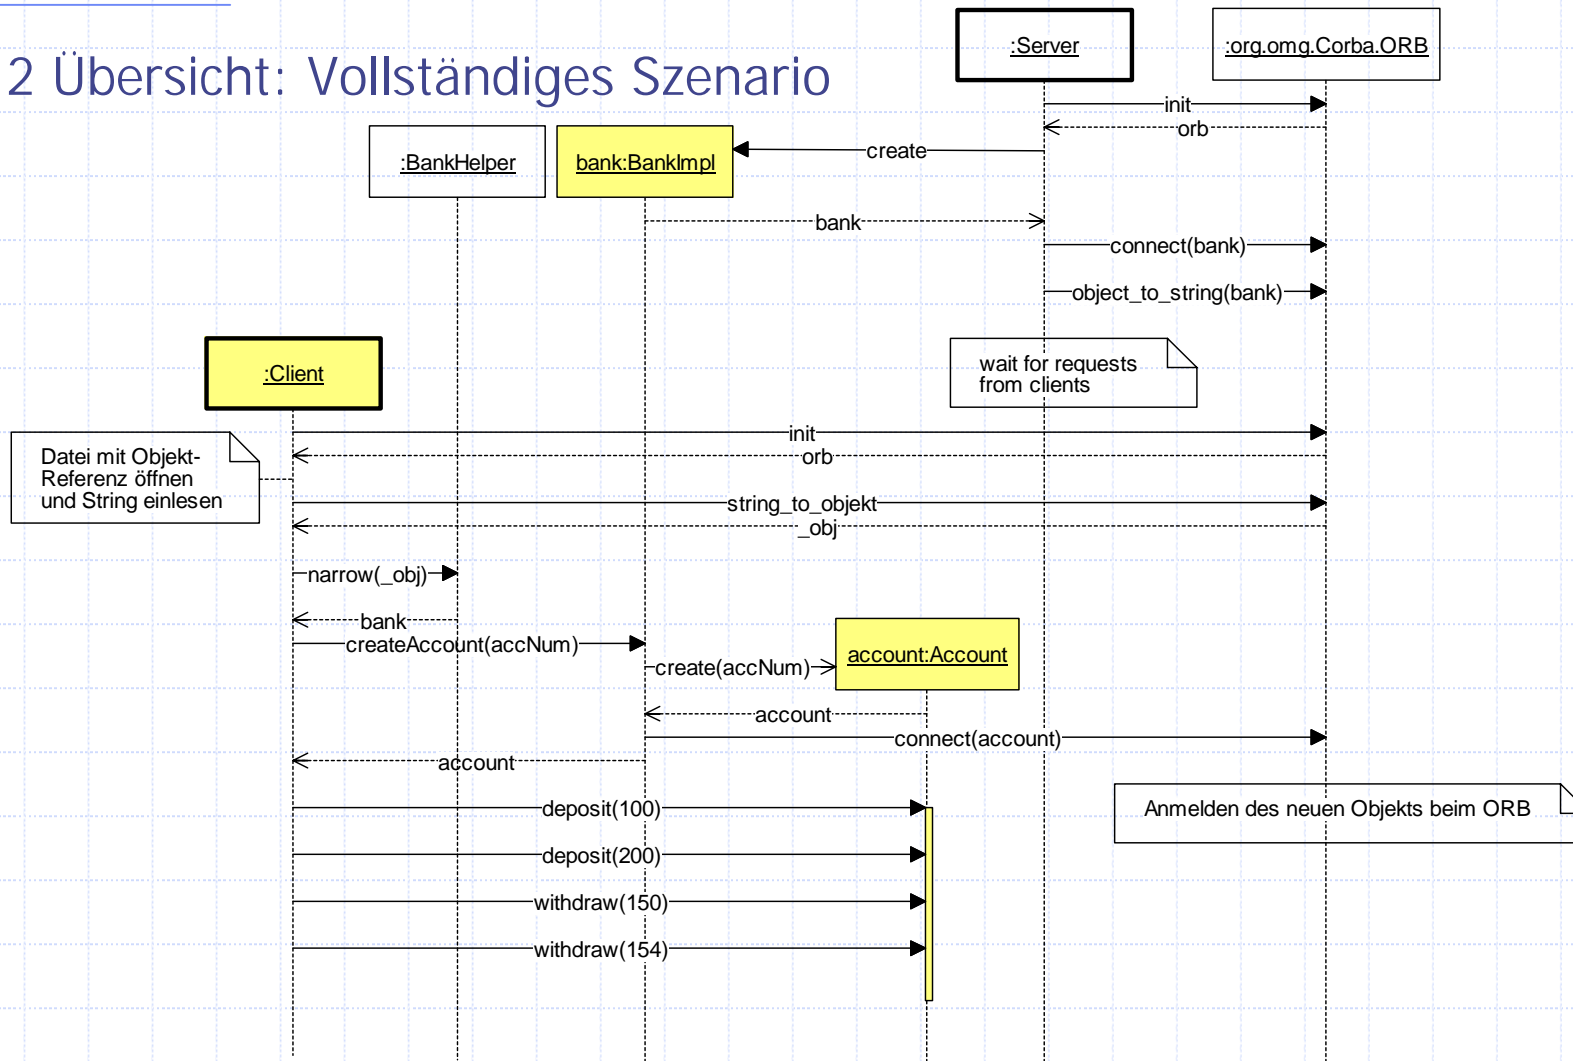 :Server
:org.omg.Corba.ORB
2 Übersicht: Vollständiges Szenario
init
orb
:BankHelper
bank:BankImpl
create
bank
connect(bank)
object_to_string(bank)
:Client
wait for requests
from clients
init
Datei mit Objekt-
Referenz öffnen
und String einlesen
orb
string_to_objekt
_obj
narrow(_obj)
bank
createAccount(accNum)
create(accNum)
account:Account
account
connect(account)
account
deposit(100)
Anmelden des neuen Objekts beim ORB
deposit(200)
withdraw(150)
withdraw(154)